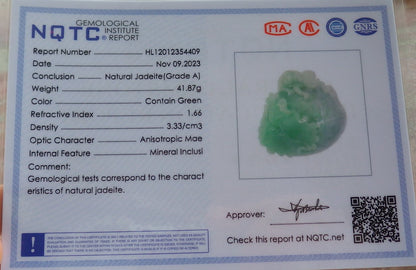 NQTC® GEMOLOGICAL
INSTITUTE
REPORT
MA
GNRS
Report Number HL12012354409
Date Nov 09.2023
Conclusion Natural Jadeite(Grade A)
Weight 41.87g
Color Contain Green
Refractive Index 1.66
Density 3.33/cm3
Optic Character Anisotropic Mae
Internal Feature Mineral Inclusi
Comment:
Gemological tests correspond to the charact
eristics of natural jadeite.
Approver:
Check this report at NQTC.net